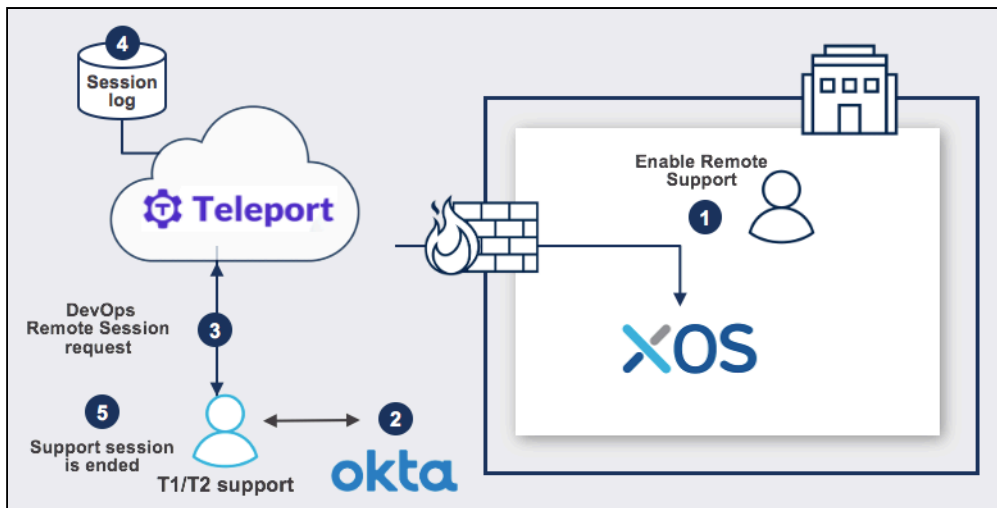 4
Session
log
Teleport
Enable Remote
Support
1
DevOps
Remote Session
request
3
XOS
5
Support session
is ended
2
okta
T1/T2 support